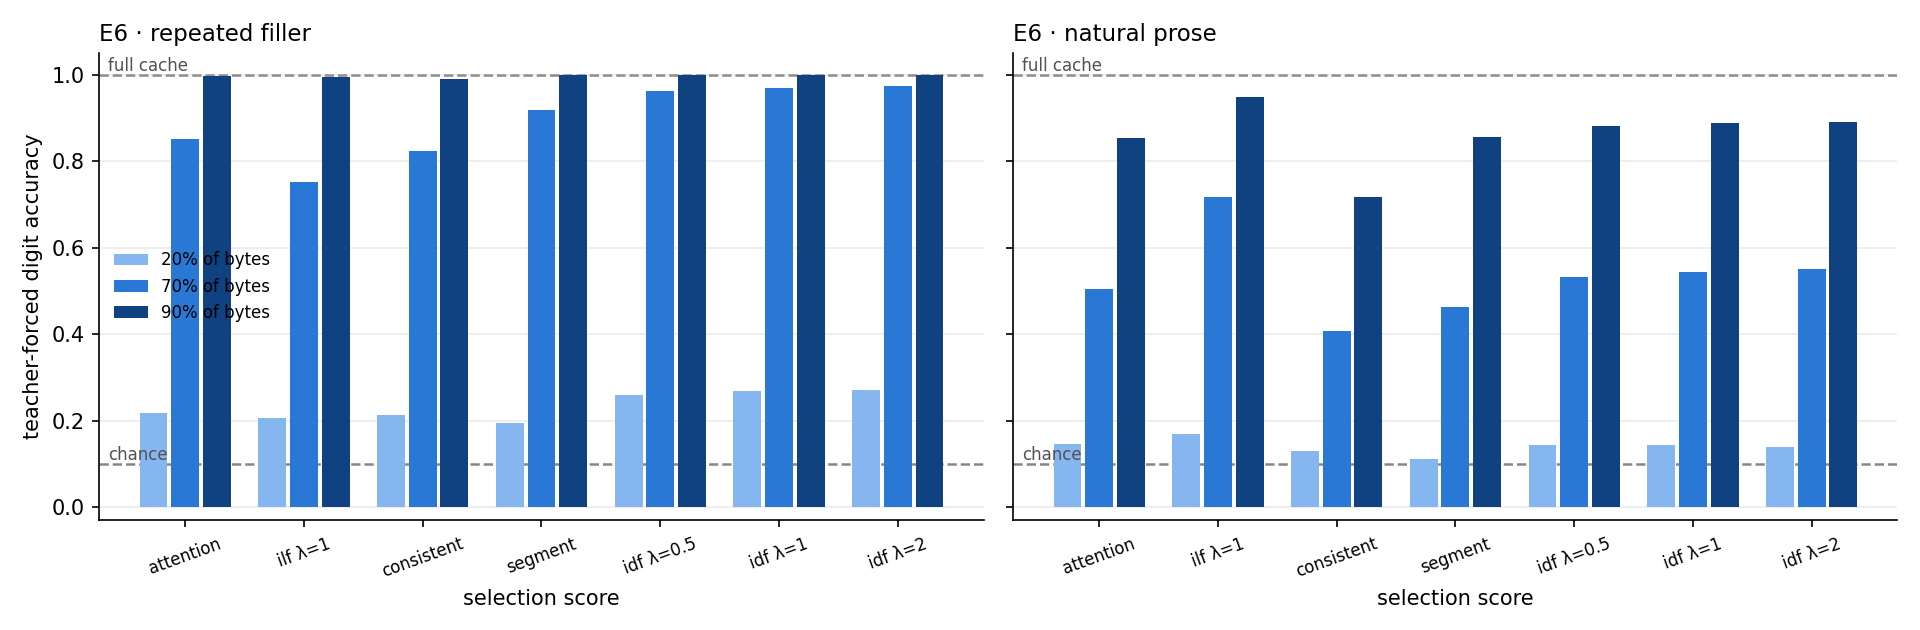 E6 · repeated filler
full cache
1.0
0.8
0.6
0.4
0.2
0.0
teacher-forced digit accuracy
20% of bytes
70% of bytes
90% of bytes
chance
attention
ilf λ=1
consistent
segment
idf λ=0.5
idf λ=1
idf λ=2
selection score
E6 · natural prose
full cache
chance
attention
ilf λ=1
consistent
segment
idf λ=0.5
idf λ=1
idf λ=2
selection score